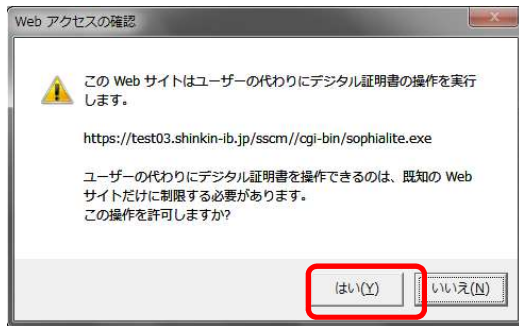 Web アクセスの確認
この Web サイトはユーザーの代わりにデジタル証明書の操作を実行
します。
https://test03.shinkin-ib.jp/sscm//cgi-bin/sophialite.exe
ユーザーの代わりにデジタル証明書を操作できるのは、既知の Web
サイトだけに制限する必要があります。
この操作を許可しますか?
はい(Y) いいえ(N)